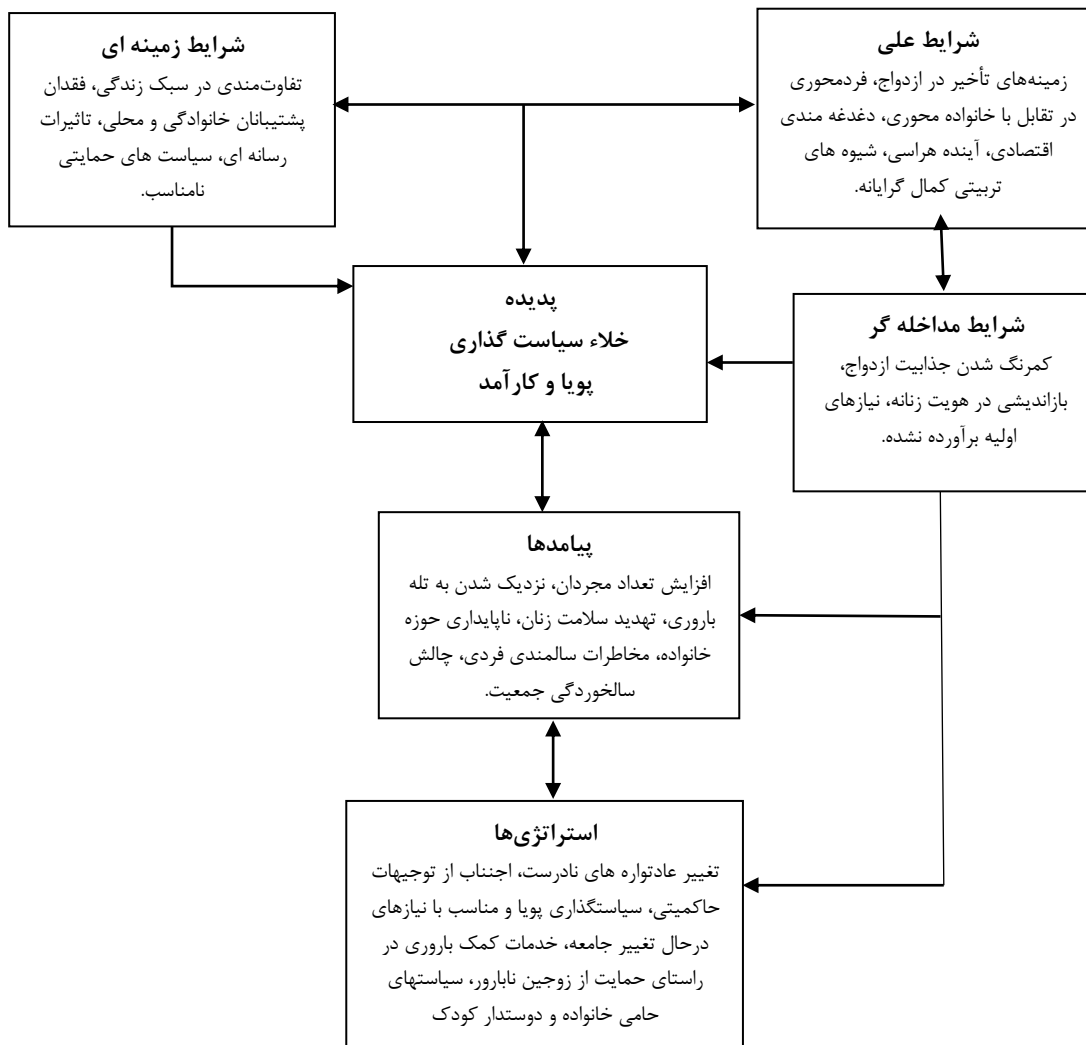 شرایط علی
زمینه‌های تأخیر در ازدواج، فردمحوری
در تقابل با خانواده محوری، دغدغه مندی
اقتصادی، آینده هراسی، شیوه های
تربیتی کمال گرایانه.
شرایط زمینه ای
تفاوت‌مندی در سبک زندگی، فقدان
پشتیبانان خانوادگی و محلی، تاثیرات
رسانه ای، سیاست های حمایتی
نامناسب.
پدیده
خلاء سیاست گذاری
پویا و کارآمد
شرایط مداخله گر
کمرنگ شدن جذابیت ازدواج،
بازاندیشی در هویت زنانه، نیازهای
اولیه برآورده نشده.
پیامدها
افزایش تعداد مجردان، نزدیک شدن به تله
باروری، تهدید سلامت زنان، ناپایداری حوزه
خانواده، مخاطرات سالمندی فردی، چالش
سالخوردگی جمعیت.
استراتژی‌ها
تغییر عادتواره های نادرست، اجتناب از توجیهات
حاکمیتی، سیاستگذاری پویا و مناسب با نیازهای
درحال تغییر جامعه، خدمات کمک باروری در
راستای حمایت از زوجین نابارور، سیاستهای
حامی خانواده و دوستدار کودک